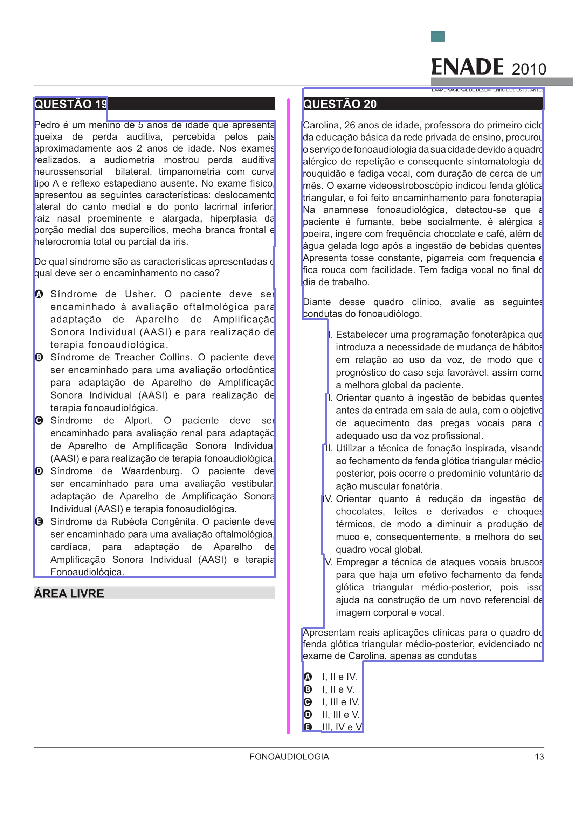 ENADE 2010
EXAME NACIONAL DE DESEMPENHO DOS ESTUDANTES
QUESTÃO 19
Pedro é um menino de 5 anos de idade que apresenta
queixa de perda auditiva, percebida pelos pais
aproximadamente aos 2 anos de idade. Nos exames
realizados, a audiometria mostrou perda auditiva
neurossensorial bilateral, timpanometria com curva
tipo A e reflexo estapediano ausente. No exame físico,
apresentou as seguintes características: deslocamento
lateral do canto medial e do ponto lacrimal inferior,
raiz nasal proeminente e alargada, hiperplasia da
porção medial dos supercílios, mecha branca frontal e
heterocromia total ou parcial da íris.
De qual síndrome são as características apresentadas e
qual deve ser o encaminhamento no caso?
A Síndrome de Usher. O paciente deve ser
encaminhado à avaliação oftalmológica para
adaptação de Aparelho de Amplificação
Sonora Individual (AASI) e para realização de
terapia fonoaudiológica.
B Síndrome de Treacher Collins. O paciente deve
ser encaminhado para uma avaliação ortodôntica
para adaptação de Aparelho de Amplificação
Sonora Individual (AASI) e para realização de
terapia fonoaudiológica.
C Síndrome de Alport. O paciente deve ser
encaminhado para avaliação renal para adaptação
de Aparelho de Amplificação Sonora Individual
(AASI) e para realização de terapia fonoaudiológica.
D Síndrome de Waardenburg. O paciente deve
ser encaminhado para uma avaliação vestibular,
adaptação de Aparelho de Amplificação Sonora
Individual (AASI) e terapia fonoaudiológica.
E Síndrome da Rubéola Congênita. O paciente deve
ser encaminhado para uma avaliação oftalmológica,
cardíaca, para adaptação de Aparelho de
Amplificação Sonora Individual (AASI) e terapia
Fonoaudiológica.
ÁREA LIVRE
QUESTÃO 20
Carolina, 26 anos de idade, professora do primeiro ciclo
da educação básica da rede privada de ensino, procurou
o serviço de fonoaudiologia da sua cidade devido a quadro
alérgico de repetição e consequente sintomatologia de
rouquidão e fadiga vocal, com duração de cerca de um
mês. O exame videoestroboscópio indicou fenda glótica
triangular, e foi feito encaminhamento para fonoterapia.
Na anamnese fonoaudiológica, detectou-se que a
paciente é fumante, bebe socialmente, é alérgica a
poeira, ingere com frequência chocolate e café, além de
água gelada logo após a ingestão de bebidas quentes.
Apresenta tosse constante, pigarreia com frequencia e
fica rouca com facilidade. Tem fadiga vocal no final do
dia de trabalho.
Diante desse quadro clínico, avalie as seguintes
condutas do fonoaudiólogo.
I. Estabelecer uma programação fonoterápica que
introduza a necessidade de mudança de hábitos
em relação ao uso da voz, de modo que o
prognóstico do caso seja favorável, assim como
a melhora global da paciente.
II. Orientar quanto à ingestão de bebidas quentes
antes da entrada em sala de aula, com o objetivo
de aquecimento das pregas vocais para o
adequado uso da voz profissional.
III. Utilizar a técnica de fonação inspirada, visando
ao fechamento da fenda glótica triangular médio-
posterior, pois ocorre o predomínio voluntário da
ação muscular fonatória.
IV. Orientar quanto à redução da ingestão de
chocolates, leites e derivados e choques
térmicos, de modo a diminuir a produção de
muco e, consequentemente, a melhora do seu
quadro vocal global.
V. Empregar a técnica de ataques vocais bruscos
para que haja um efetivo fechamento da fenda
glótica triangular médio-posterior, pois isso
ajuda na construção de um novo referencial de
imagem corporal e vocal.
Apresentam reais aplicações clínicas para o quadro de
fenda glótica triangular médio-posterior, evidenciado no
exame de Carolina, apenas as condutas
A I, II e IV.
B I, II e V.
C I, III e IV.
D II, III e V.
E III, IV e V.
FONOAUDIOLOGIA
13